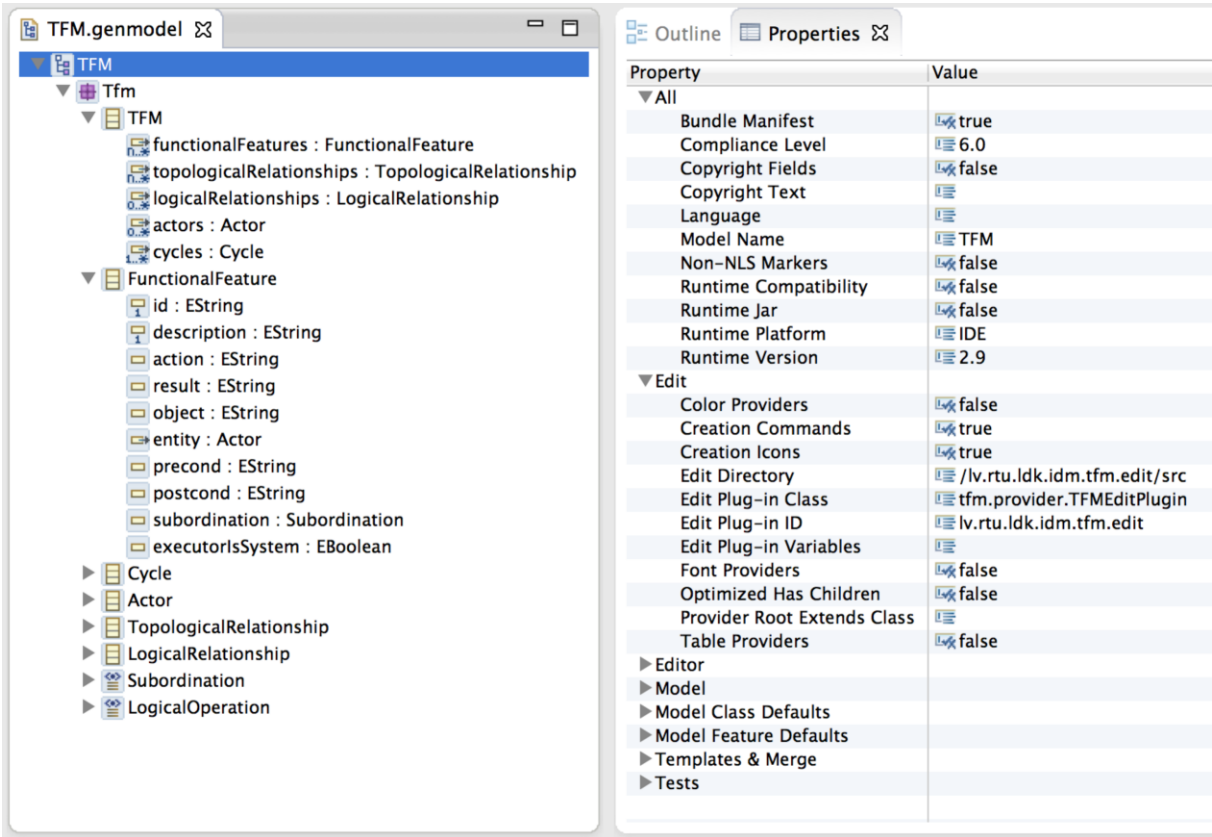 TFM.genmodel
TFM
Tfm
TFM
functionalFeatures : FunctionalFeature
n..*
topologicalRelationships : TopologicalRelationship
n..*
logicalRelationships : LogicalRelationship
0..*
actors : Actor
0..*
cycles : Cycle
1..*
FunctionalFeature
id : EString
1
description : EString
1
action : EString
result : EString
object : EString
entity : Actor
precond : EString
postcond : EString
subordination : Subordination
executorIsSystem : EBoolean
Cycle
Actor
TopologicalRelationship
LogicalRelationship
Subordination
LogicalOperation
Outline Properties
Property Value
All
Bundle Manifest true
Compliance Level 6.0
Copyright Fields false
Copyright Text
Language
Model Name TFM
Non-NLS Markers false
Runtime Compatibility false
Runtime Jar false
Runtime Platform IDE
Runtime Version 2.9
Edit
Color Providers false
Creation Commands true
Creation Icons true
Edit Directory /lv.rtu.ldk.idm.tfm.edit/src
Edit Plug-in Class tfm.provider.TFMEditPlugin
Edit Plug-in ID lv.rtu.ldk.idm.tfm.edit
Edit Plug-in Variables
Font Providers false
Optimized Has Children false
Provider Root Extends Class
Table Providers false
Editor
Model
Model Class Defaults
Model Feature Defaults
Templates & Merge
Tests